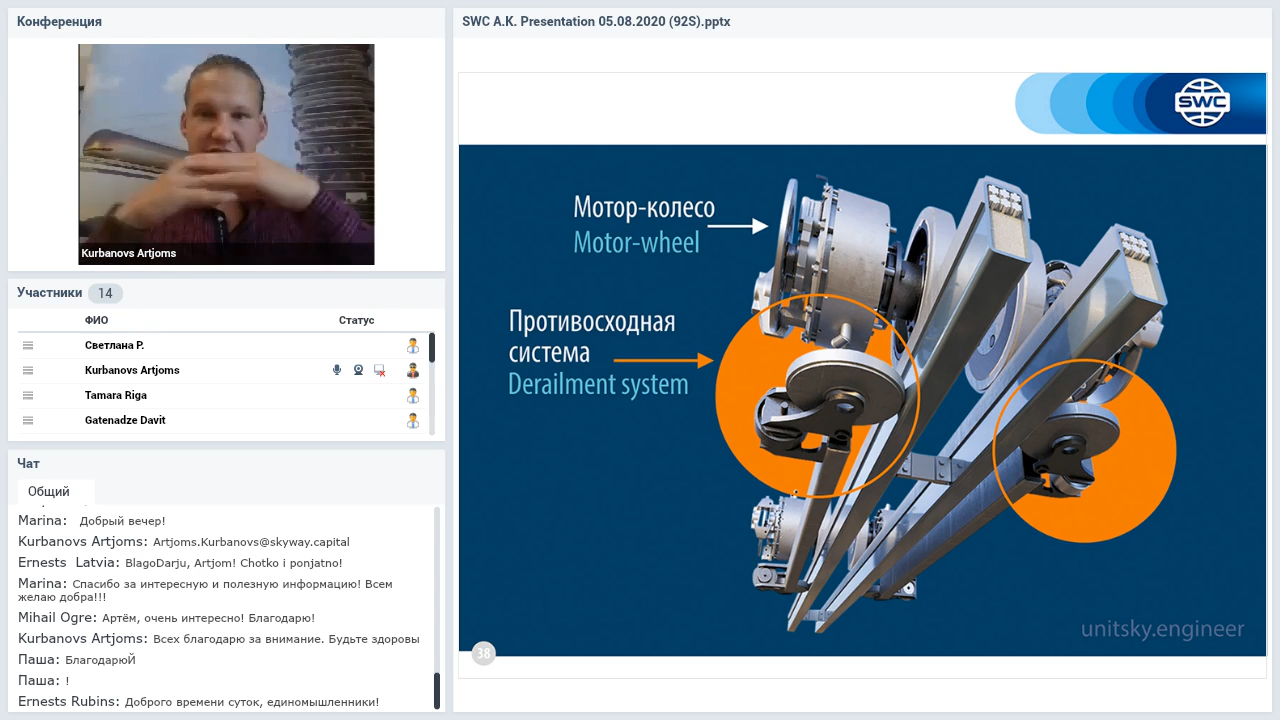 Конференция
Kurbanovs Artjoms
Участники 14
ФИО Статус
Светлана Р.
Kurbanovs Artjoms
Tamara Riga
Gatenadze Davit
Чат
Общий
Marina: Добрый вечер!
Kurbanovs Artjoms: Artjoms.Kurbanovs@skyway.capital
Ernests Latvia: BlagoDarju, Artjom! Chotko i ponjatno!
Marina: Спасибо за интересную и полезную информацию! Всем
желаю добра!!!
Mihail Ogre: Артём, очень интересно! Благодарю!
Kurbanovs Artjoms: Всех благодарю за внимание. Будьте здоровы
Паша: БлагодарюЙ
Паша: !
Ernests Rubins: Доброго времени суток, единомышленники!
SWC A.K. Presentation 05.08.2020 (92S).pptx
SWC
Мотор-колесо
Motor-wheel
Противосходная
система
Derailment system
unitsky.engineer
38